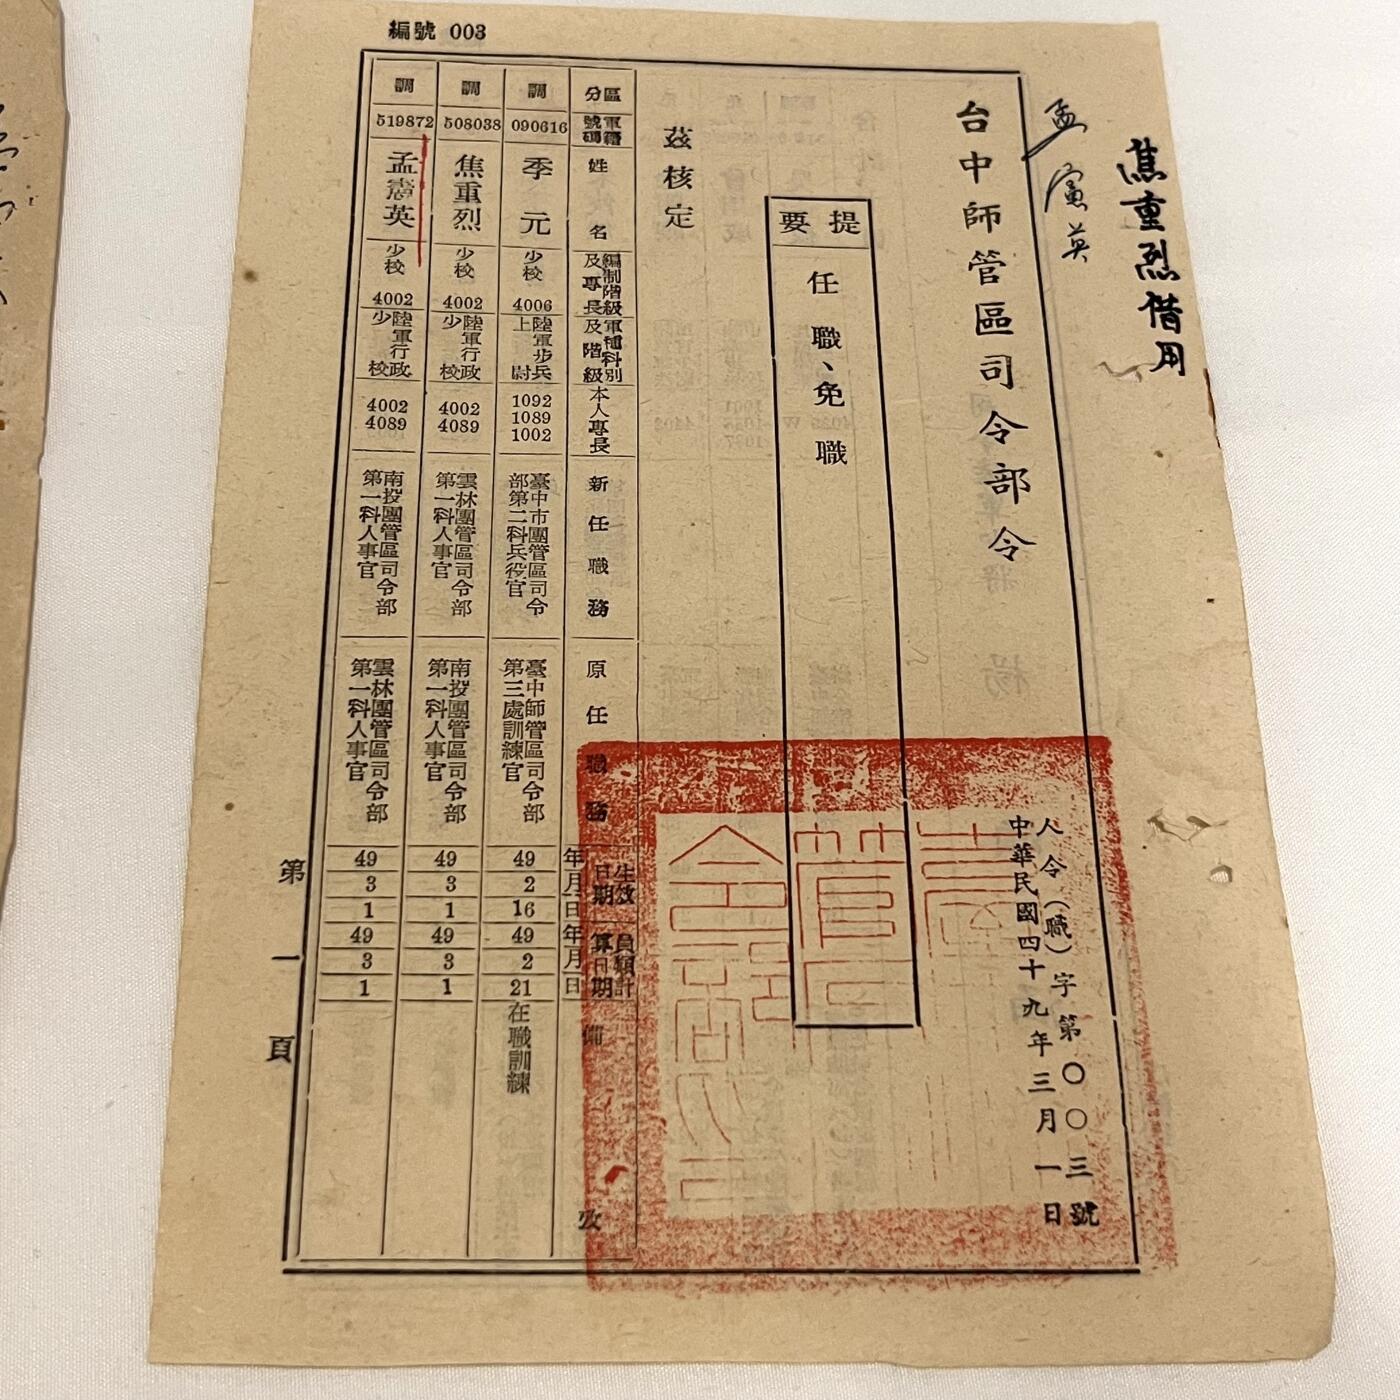 編號 003
焦重烈借用
孟憲英
台中師管區司令部令
人令（職）字第〇〇三號
中華民國四十九年三月一日
提要
任職、免職
茲核定
區分
軍籍號碼
姓名
編制階級及專長
軍種科別及階級
本人專長
新任職務
原任職務
生效日期
年月日
員額計算日期
年月日
備攷
調
090616
季元
少校
4006
陸軍步兵上尉
1092
1089
1002
臺中市團管區司令部第二科兵役官
臺中師管區司令部第三處訓練官
49
2
16
49
2
21
在職訓練
調
508038
焦重烈
少校
4002
陸軍行政少校
4002
4089
雲林團管區司令部第一科人事官
南投團管區司令部第一科人事官
49
3
1
49
3
1
調
519872
孟憲英
少校
4002
陸軍行政少校
4002
4089
南投團管區司令部第一科人事官
雲林團管區司令部第一科人事官
49
3
1
49
3
1
第一頁